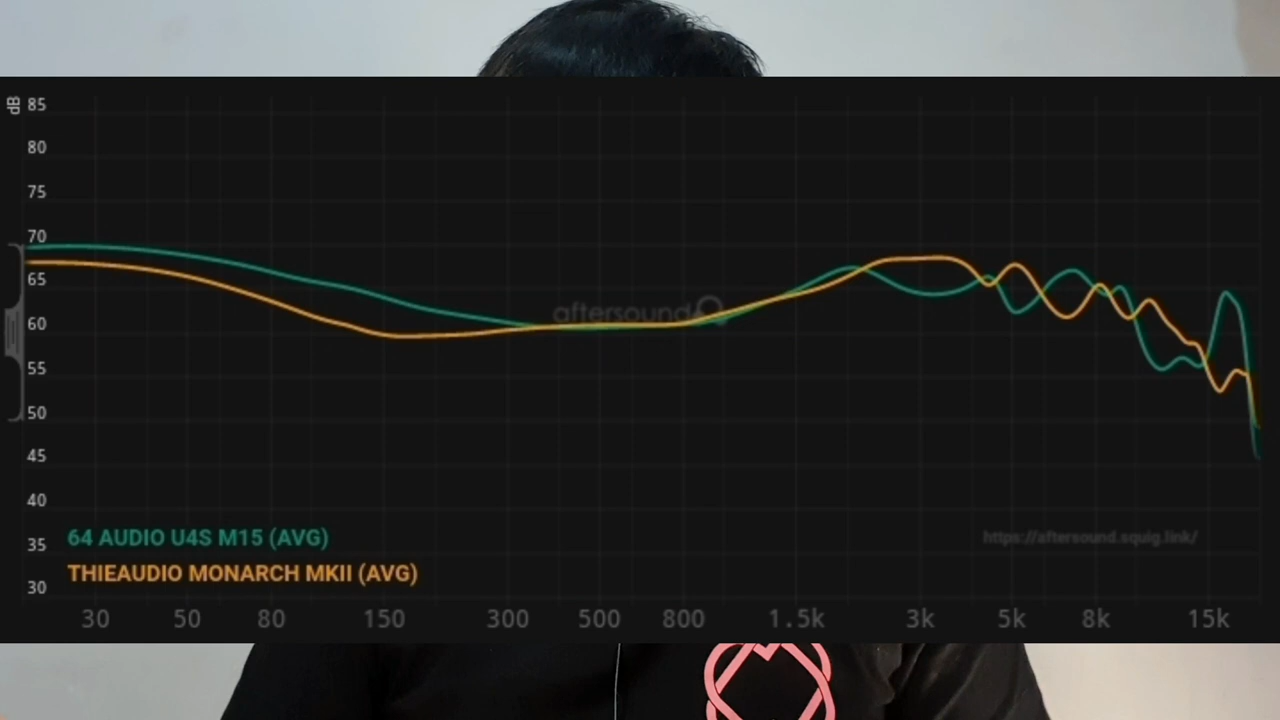 dB
85
80
75
70
65
60
55
50
45
40
35
30
aftersound
64 AUDIO U4S M15 (AVG)
THIEAUDIO MONARCH MKII (AVG)
https://aftersound.squig.link/
30 50 80 150 300 500 800 1.5k 3k 5k 8k 15k